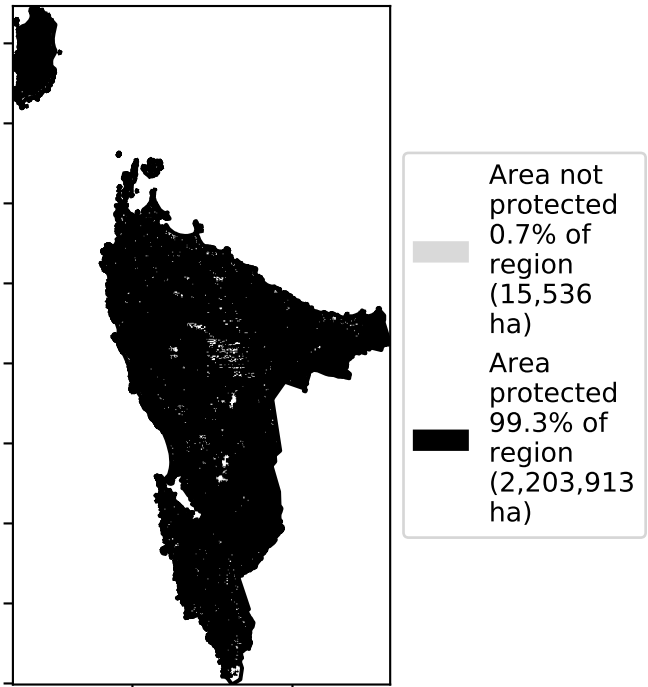 Area not
protected
0.7% of
region
(15,536
ha)
Area
protected
99.3% of
region
(2,203,913
ha)